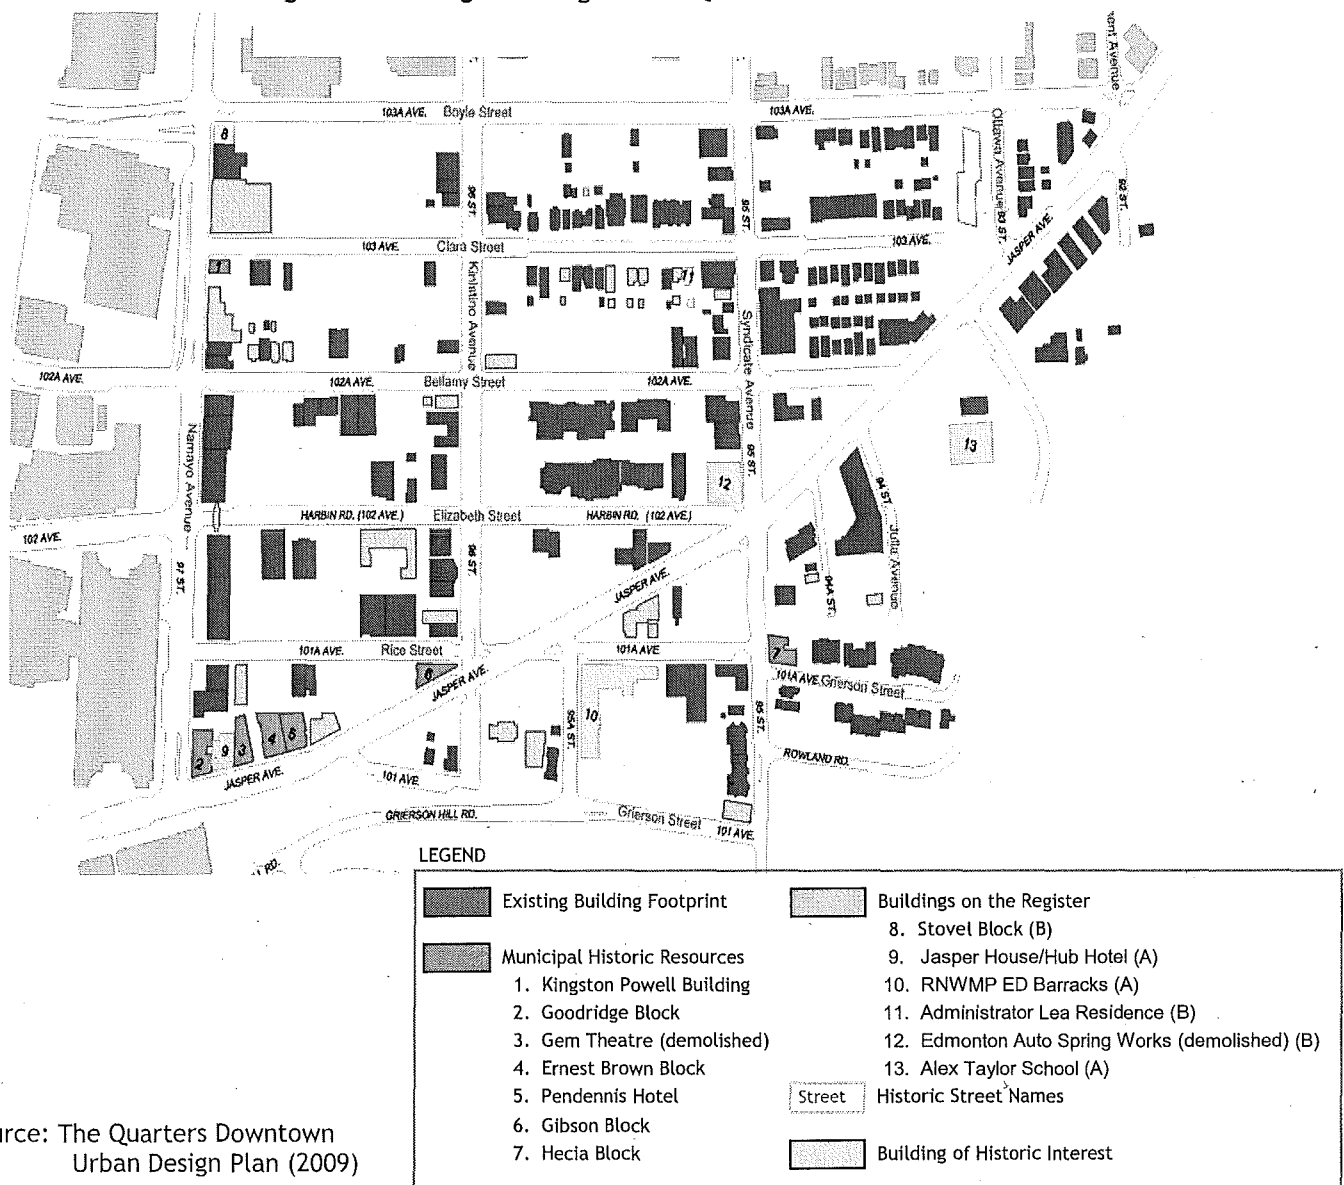 103A AVE. Boyle Street
103A AVE.
8
Ottawa Avenue
93 ST.
92 ST.
96 ST.
95 ST.
103 AVE. Clara Street
103 AVE.
JASPER AVE.
1
11
Kinistino Avenue
Syndicate Avenue
102A AVE.
102A AVE. Bellamy Street
102A AVE.
Namayo Avenue
95 ST.
13
12
94 ST.
Julia Avenue
HARBIN RD. (102 AVE.) Elizabeth Street
HARBIN RD. (102 AVE.)
102 AVE.
97 ST.
96 ST.
JASPER AVE.
94A ST.
101A AVE. Rice Street
101A AVE.
7
101A AVE. Grierson Street
6
JASPER AVE.
95A ST.
95 ST.
10
2 9 3 4 5
JASPER AVE.
101 AVE.
ROWLAND RD.
GRIERSON HILL RD.
Grierson Street
101 AVE.
RD.
LEGEND
Existing Building Footprint
Municipal Historic Resources
1. Kingston Powell Building
2. Goodridge Block
3. Gem Theatre (demolished)
4. Ernest Brown Block
5. Pendennis Hotel
6. Gibson Block
7. Hecia Block
Buildings on the Register
8. Stovel Block (B)
9. Jasper House/Hub Hotel (A)
10. RNWMP ED Barracks (A)
11. Administrator Lea Residence (B)
12. Edmonton Auto Spring Works (demolished) (B)
13. Alex Taylor School (A)
Street Historic Street Names
Building of Historic Interest
urce: The Quarters Downtown
Urban Design Plan (2009)